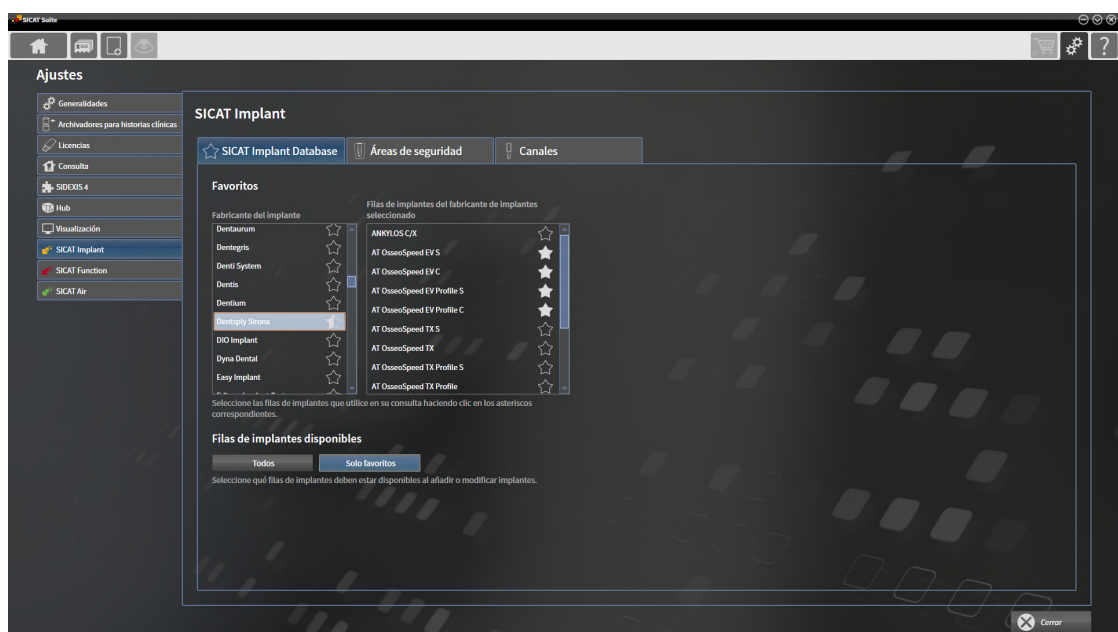 SICAT Suite
Ajustes
Generalidades
Archivadores para historias clínicas
Licencias
Consulta
SIDEXIS 4
Hub
Visualización
SICAT Implant
SICAT Function
SICAT Air
SICAT Implant
SICAT Implant Database
Áreas de seguridad
Canales
Favoritos
Fabricante del implante
Dentaurum
Dentegris
Denti System
Dentis
Dentium
Dentsply Sirona
DIO Implant
Dyna Dental
Easy Implant
Filas de implantes del fabricante de implantes
seleccionado
ANKYLOS C/X
AT OsseoSpeed EV S
AT OsseoSpeed EV C
AT OsseoSpeed EV Profile S
AT OsseoSpeed EV Profile C
AT OsseoSpeed TX S
AT OsseoSpeed TX
AT OsseoSpeed TX Profile S
AT OsseoSpeed TX Profile
Seleccione las filas de implantes que utilice en su consulta haciendo clic en los asteriscos
correspondientes.
Filas de implantes disponibles
Todos
Solo favoritos
Seleccione qué filas de implantes deben estar disponibles al añadir o modificar implantes.
Cerrar